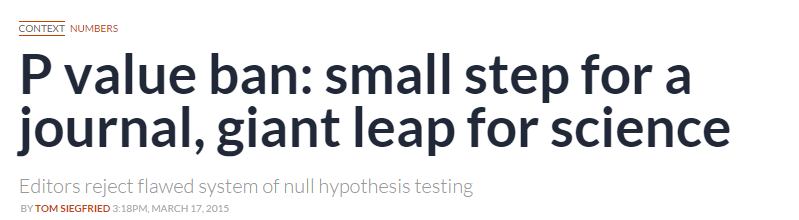 CONTEXT NUMBERS
P value ban: small step for a
journal, giant leap for science
Editors reject flawed system of null hypothesis testing
BY TOM SIEGFRIED 3:18PM, MARCH 17, 2015